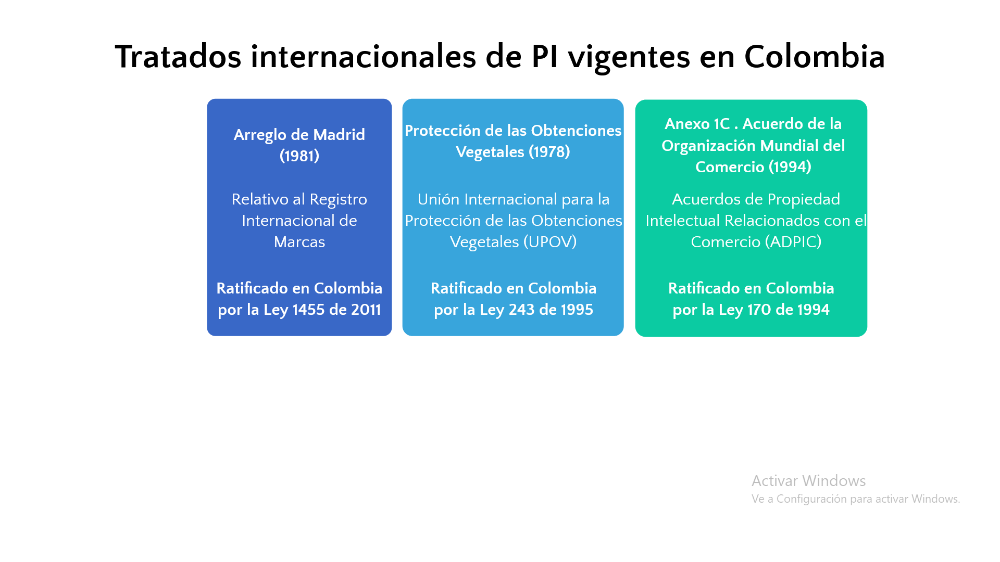 Tratados internacionales de PI vigentes en Colombia
Arreglo de Madrid
(1981)
Relativo al Registro
Internacional de
Marcas
Ratificado en Colombia
por la Ley 1455 de 2011
Protección de las Obtenciones
Vegetales (1978)
Unión Internacional para la
Protección de las Obtenciones
Vegetales (UPOV)
Ratificado en Colombia
por la Ley 243 de 1995
Anexo 1C . Acuerdo de la
Organización Mundial del
Comercio (1994)
Acuerdos de Propiedad
Intelectual Relacionados con el
Comercio (ADPIC)
Ratificado en Colombia
por la Ley 170 de 1994
Activar Windows
Ve a Configuración para activar Windows.